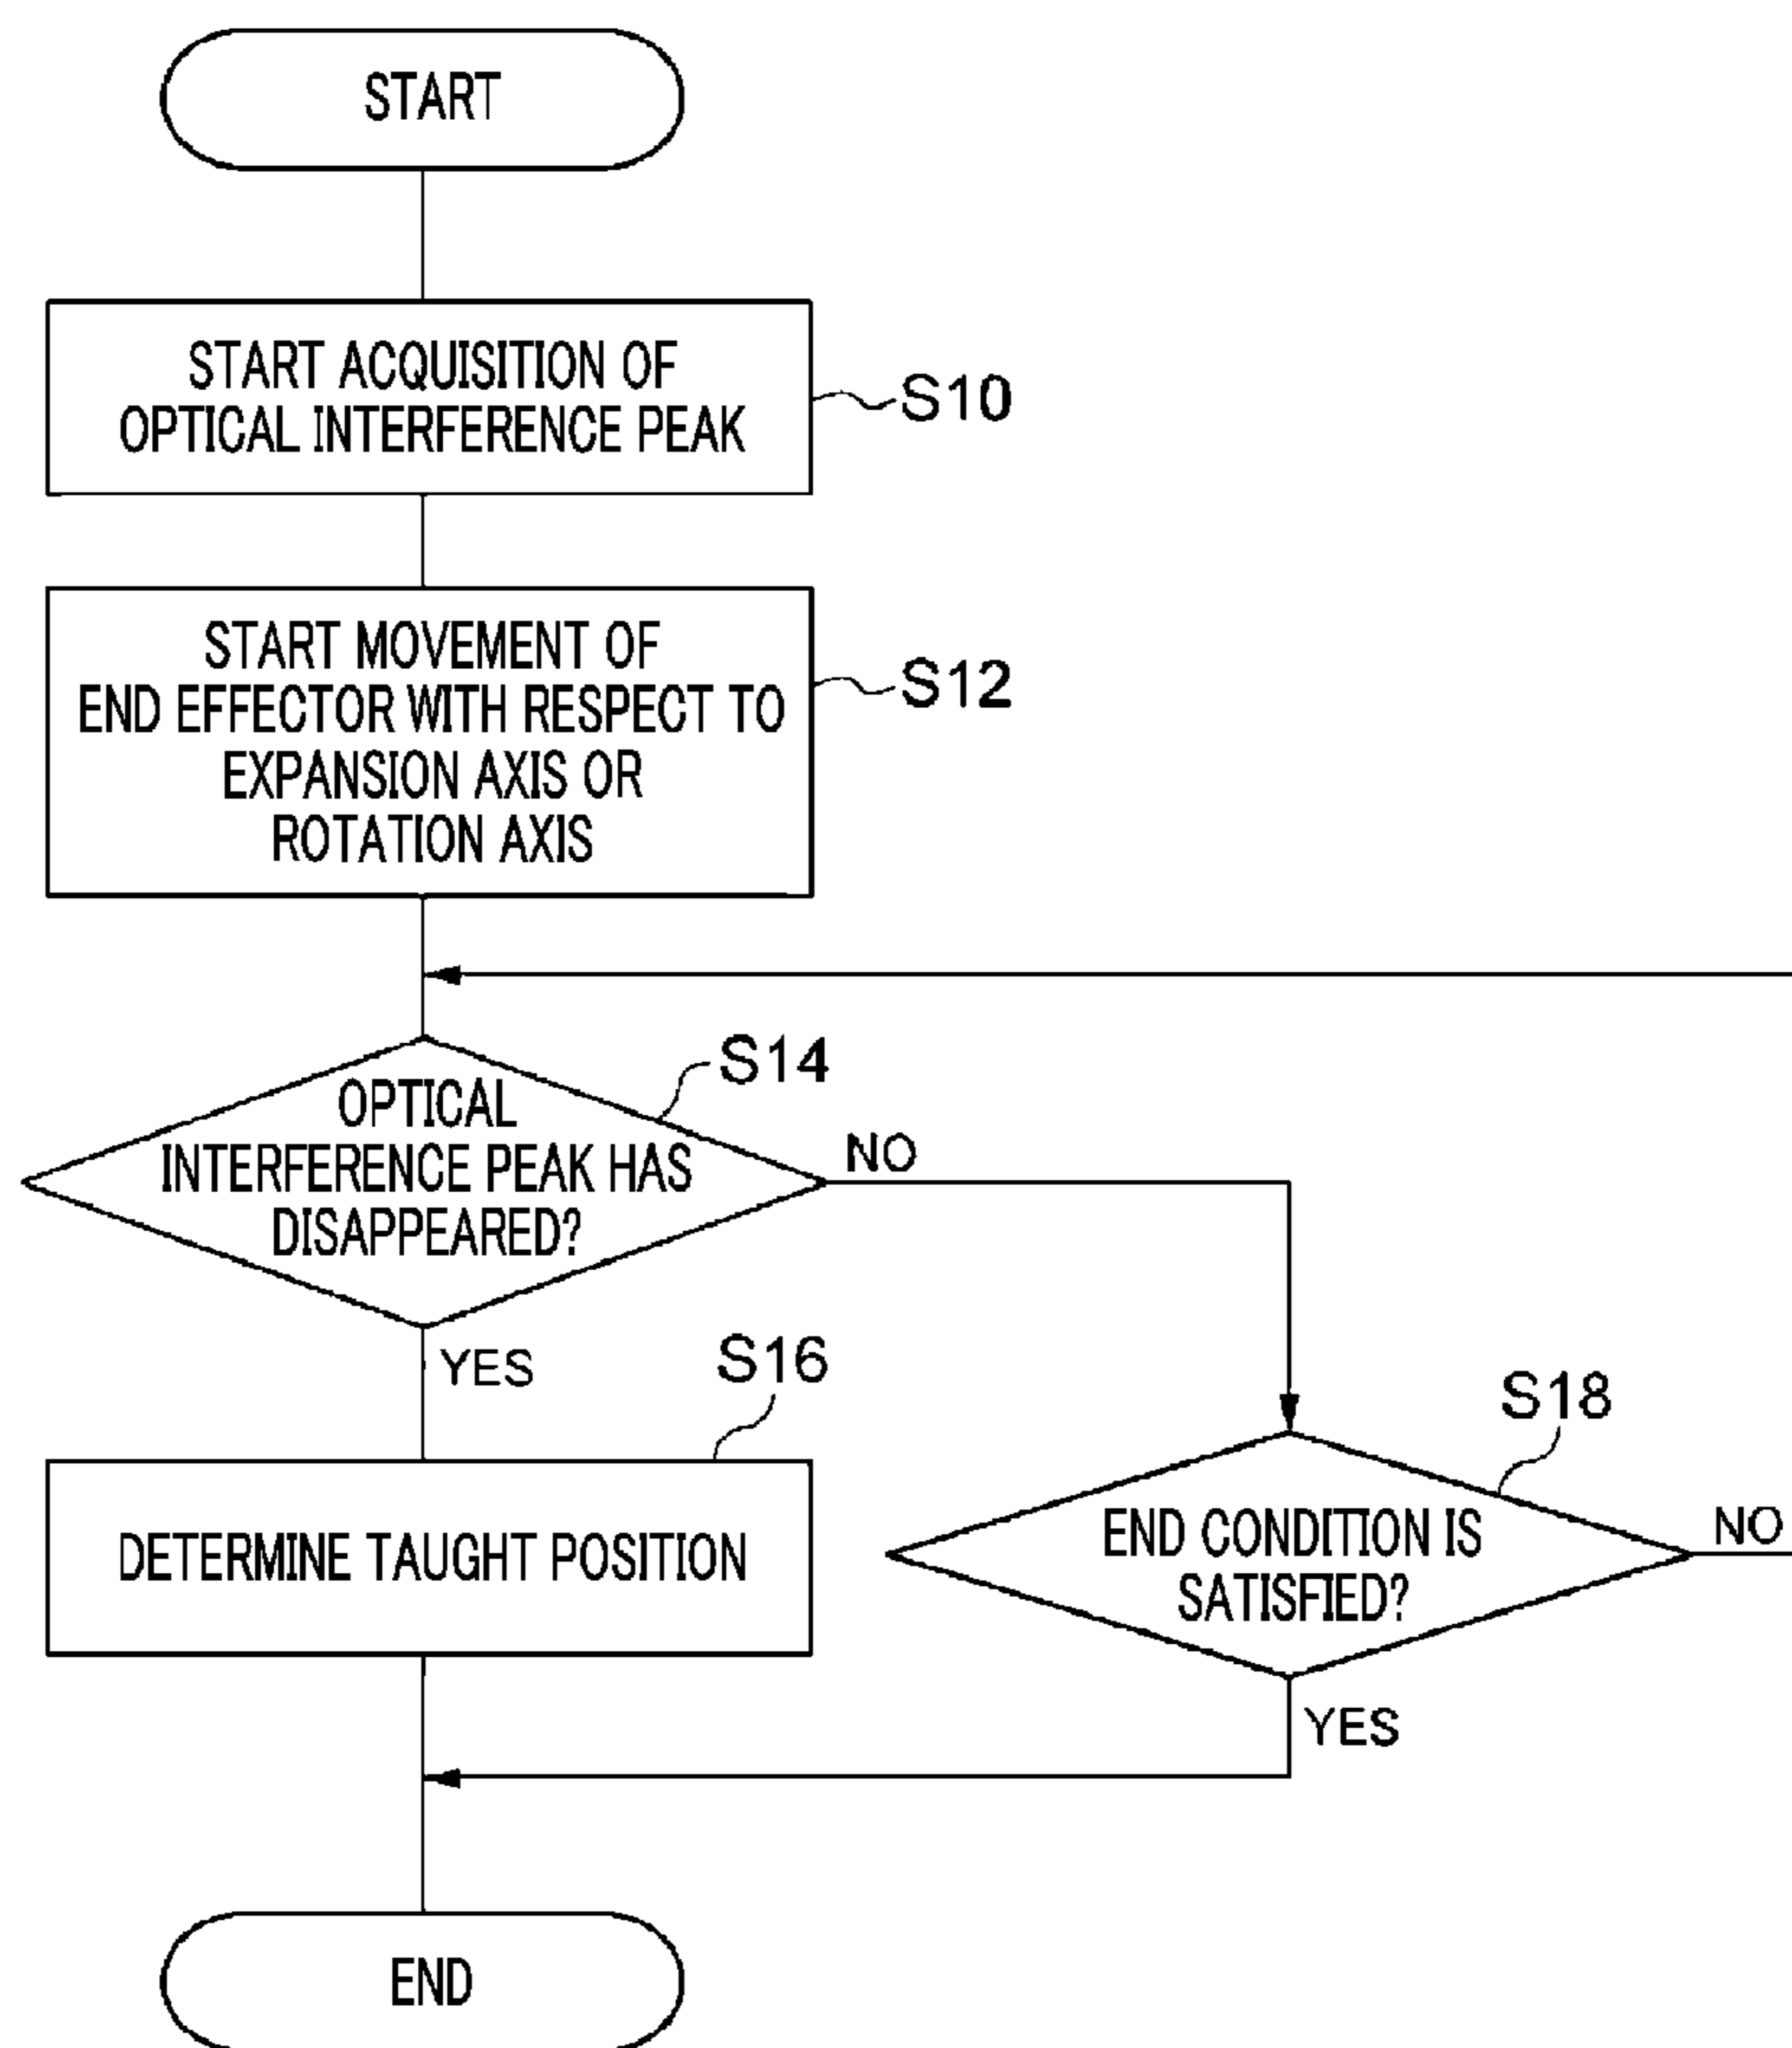 START
START ACQUISITION OF
OPTICAL INTERFERENCE PEAK
S10
START MOVEMENT OF
END EFFECTOR WITH RESPECT TO
EXPANSION AXIS OR
ROTATION AXIS
S12
S14
OPTICAL
INTERFERENCE PEAK HAS
DISAPPEARED?
NO
YES
S16
DETERMINE TAUGHT POSITION
S18
END CONDITION IS
SATISFIED?
NO
YES
END